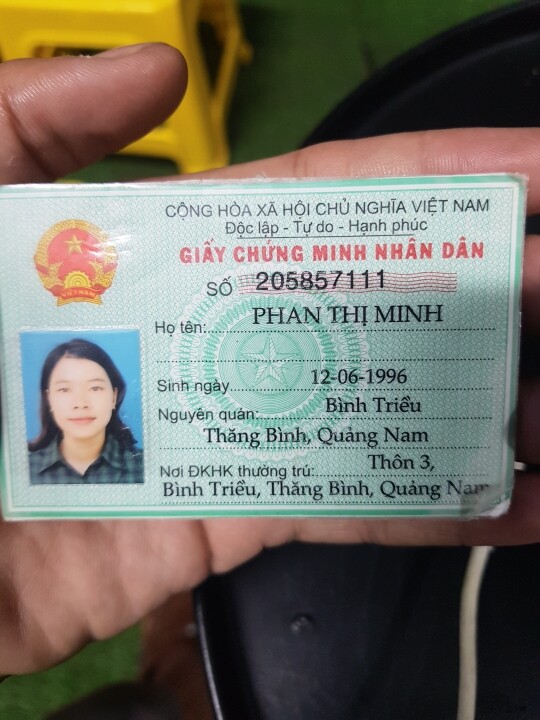 CỘNG HÒA XÃ HỘI CHỦ NGHĨA VIỆT NAM
Độc lập - Tự do - Hạnh phúc
GIẤY CHỨNG MINH NHÂN DÂN
SỐ 205857111
Họ tên: PHAN THỊ MINH
Sinh ngày 12-06-1996
Nguyên quán: Bình Triều
Thăng Bình, Quảng Nam
Nơi ĐKHK thường trú: Thôn 3,
Bình Triều, Thăng Bình, Quảng Nam
VIỆT NAM